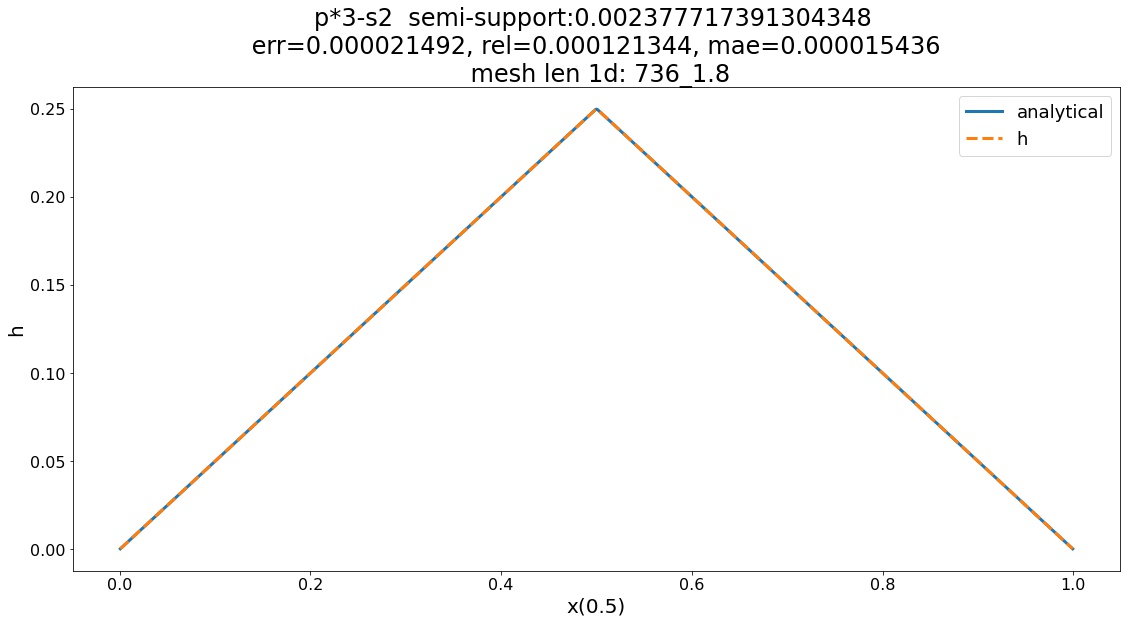 p*3-s2  semi-support:0.002377717391304348
err=0.000021492, rel=0.000121344, mae=0.000015436
mesh len 1d: 736_1.8
analytical
h
0.25
0.20
0.15
0.10
0.05
0.00
h
0.0 0.2 0.4 0.6 0.8 1.0
x(0.5)